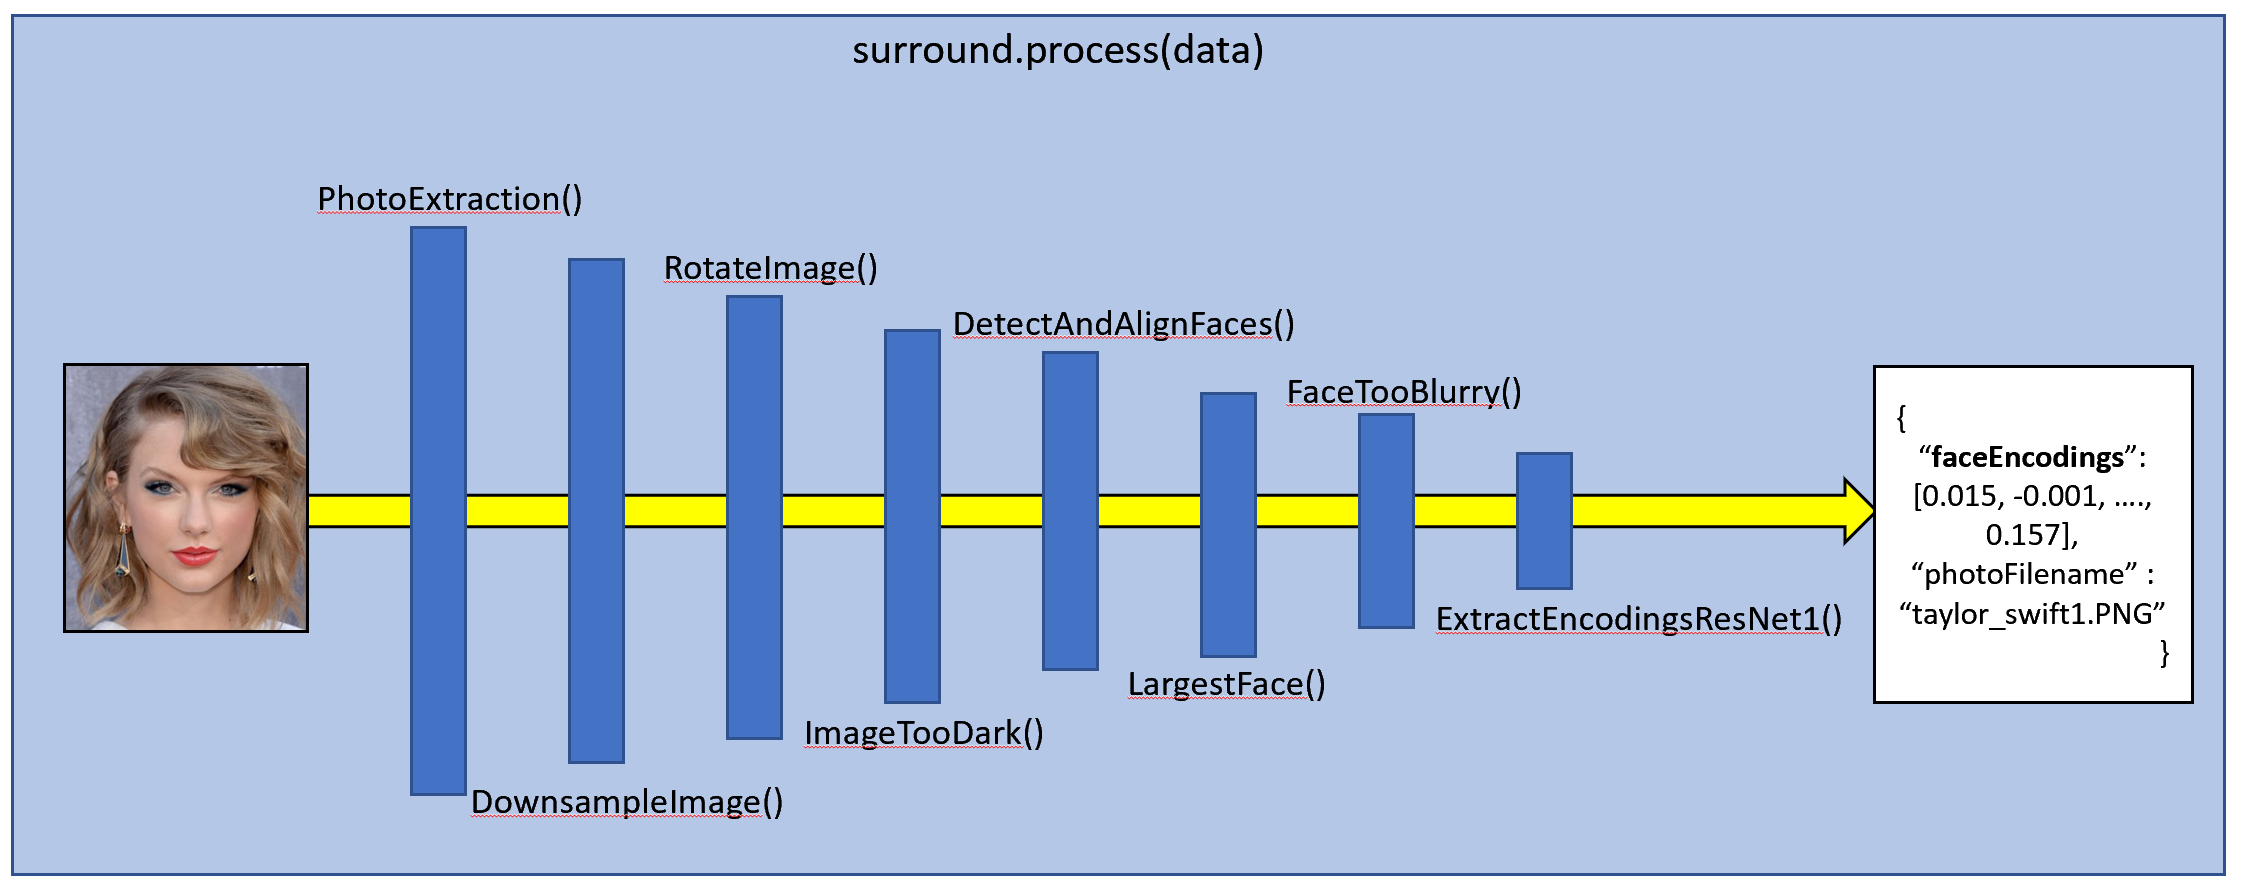 surround.process(data)
PhotoExtraction()
DownsampleImage()
RotateImage()
ImageTooDark()
DetectAndAlignFaces()
LargestFace()
FaceTooBlurry()
ExtractEncodingsResNet1()
{
“faceEncodings”:
[0.015, -0.001, ....,
0.157],
“photoFilename” :
“taylor_swift1.PNG”
}